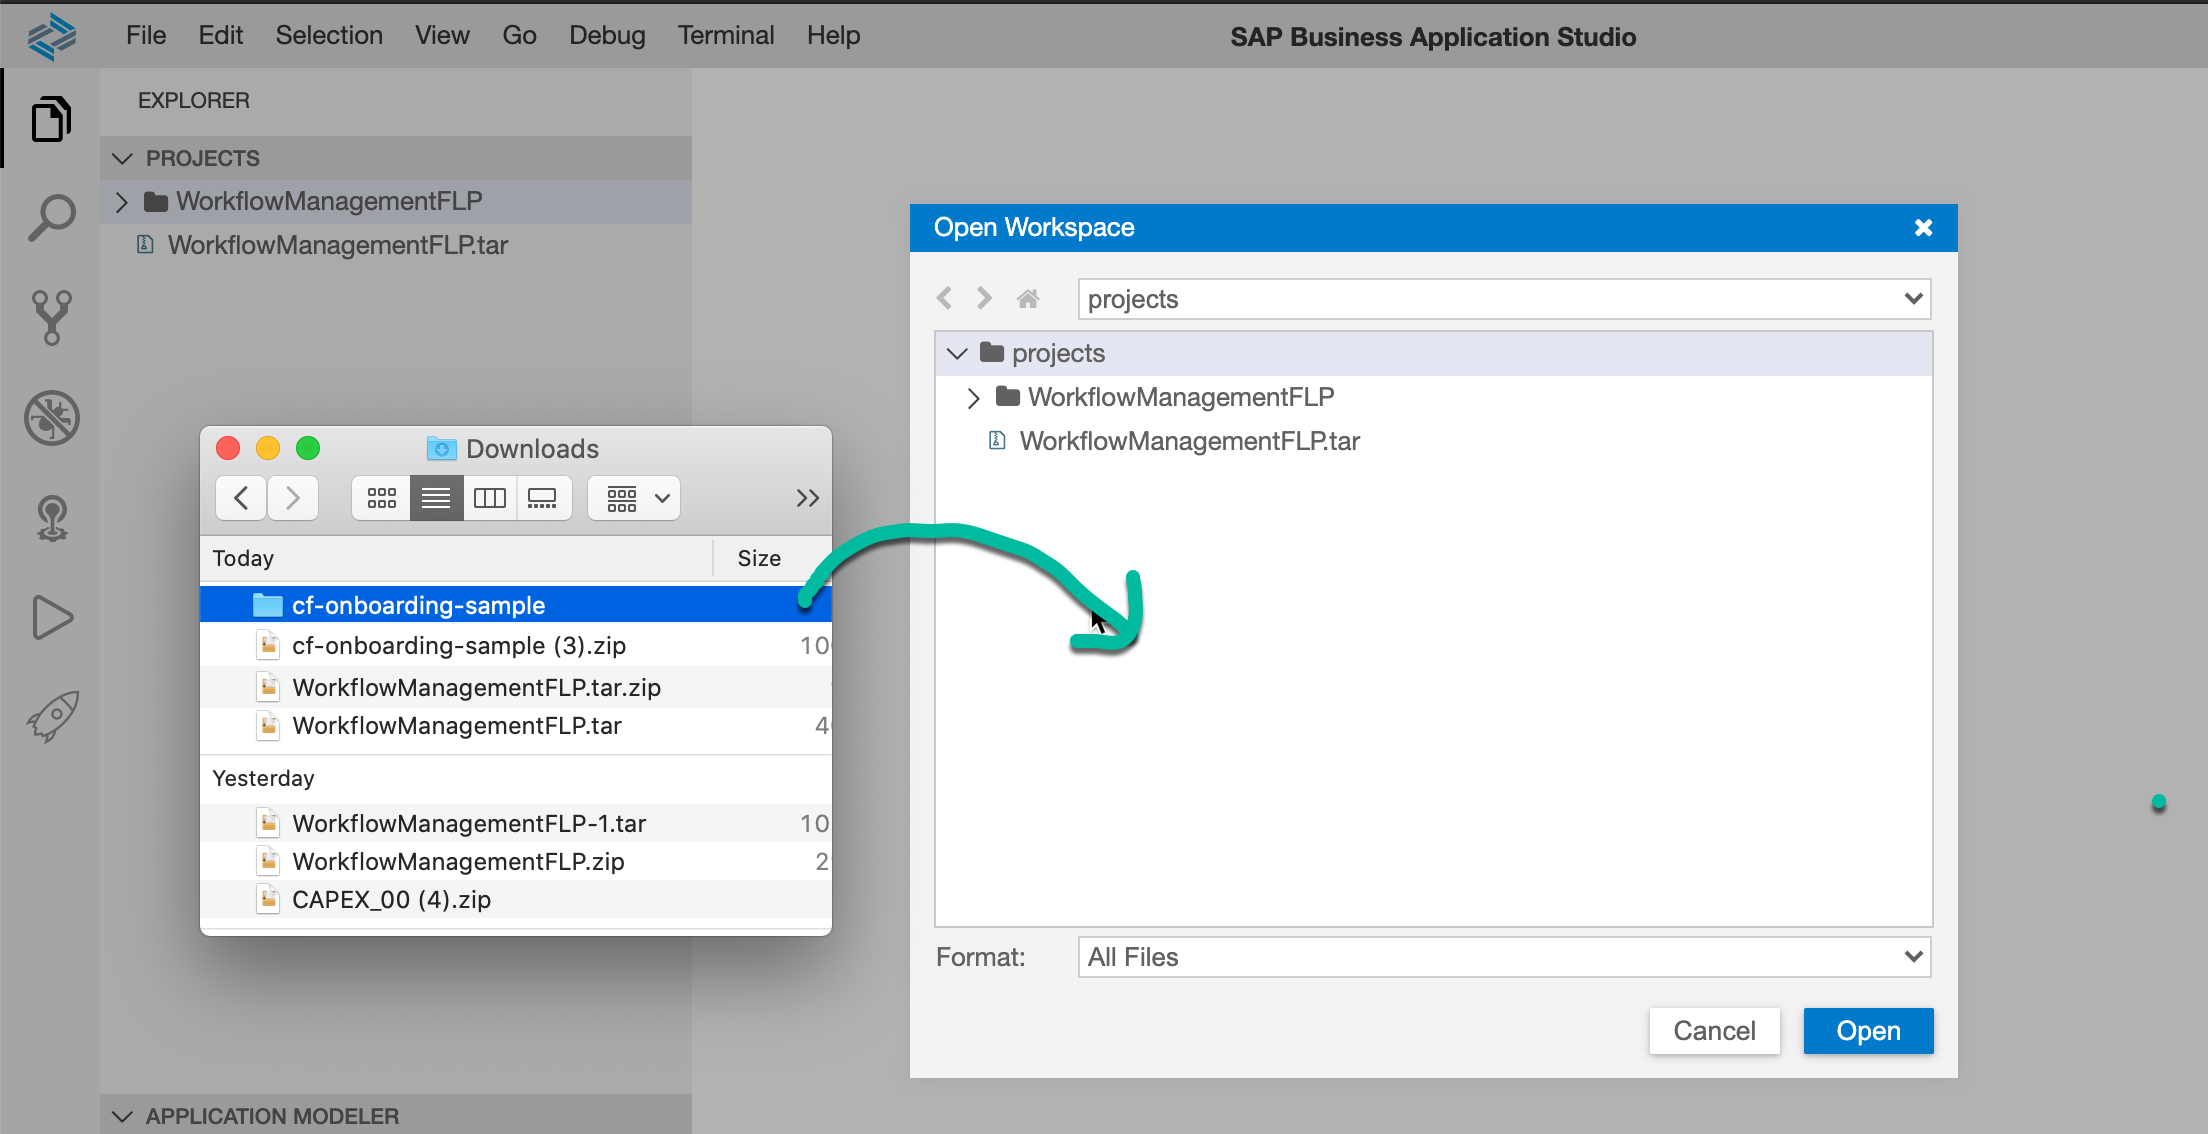 File Edit Selection View Go Debug Terminal Help SAP Business Application Studio
EXPLORER
PROJECTS
WorkflowManagementFLP
WorkflowManagementFLP.tar
Downloads
Today Size
cf-onboarding-sample
cf-onboarding-sample (3).zip 10
WorkflowManagementFLP.tar.zip
WorkflowManagementFLP.tar 4
Yesterday
WorkflowManagementFLP-1.tar 10
WorkflowManagementFLP.zip 2
CAPEX_00 (4).zip
APPLICATION MODELER
Open Workspace
projects
projects
WorkflowManagementFLP
WorkflowManagementFLP.tar
Format: All Files
Cancel Open